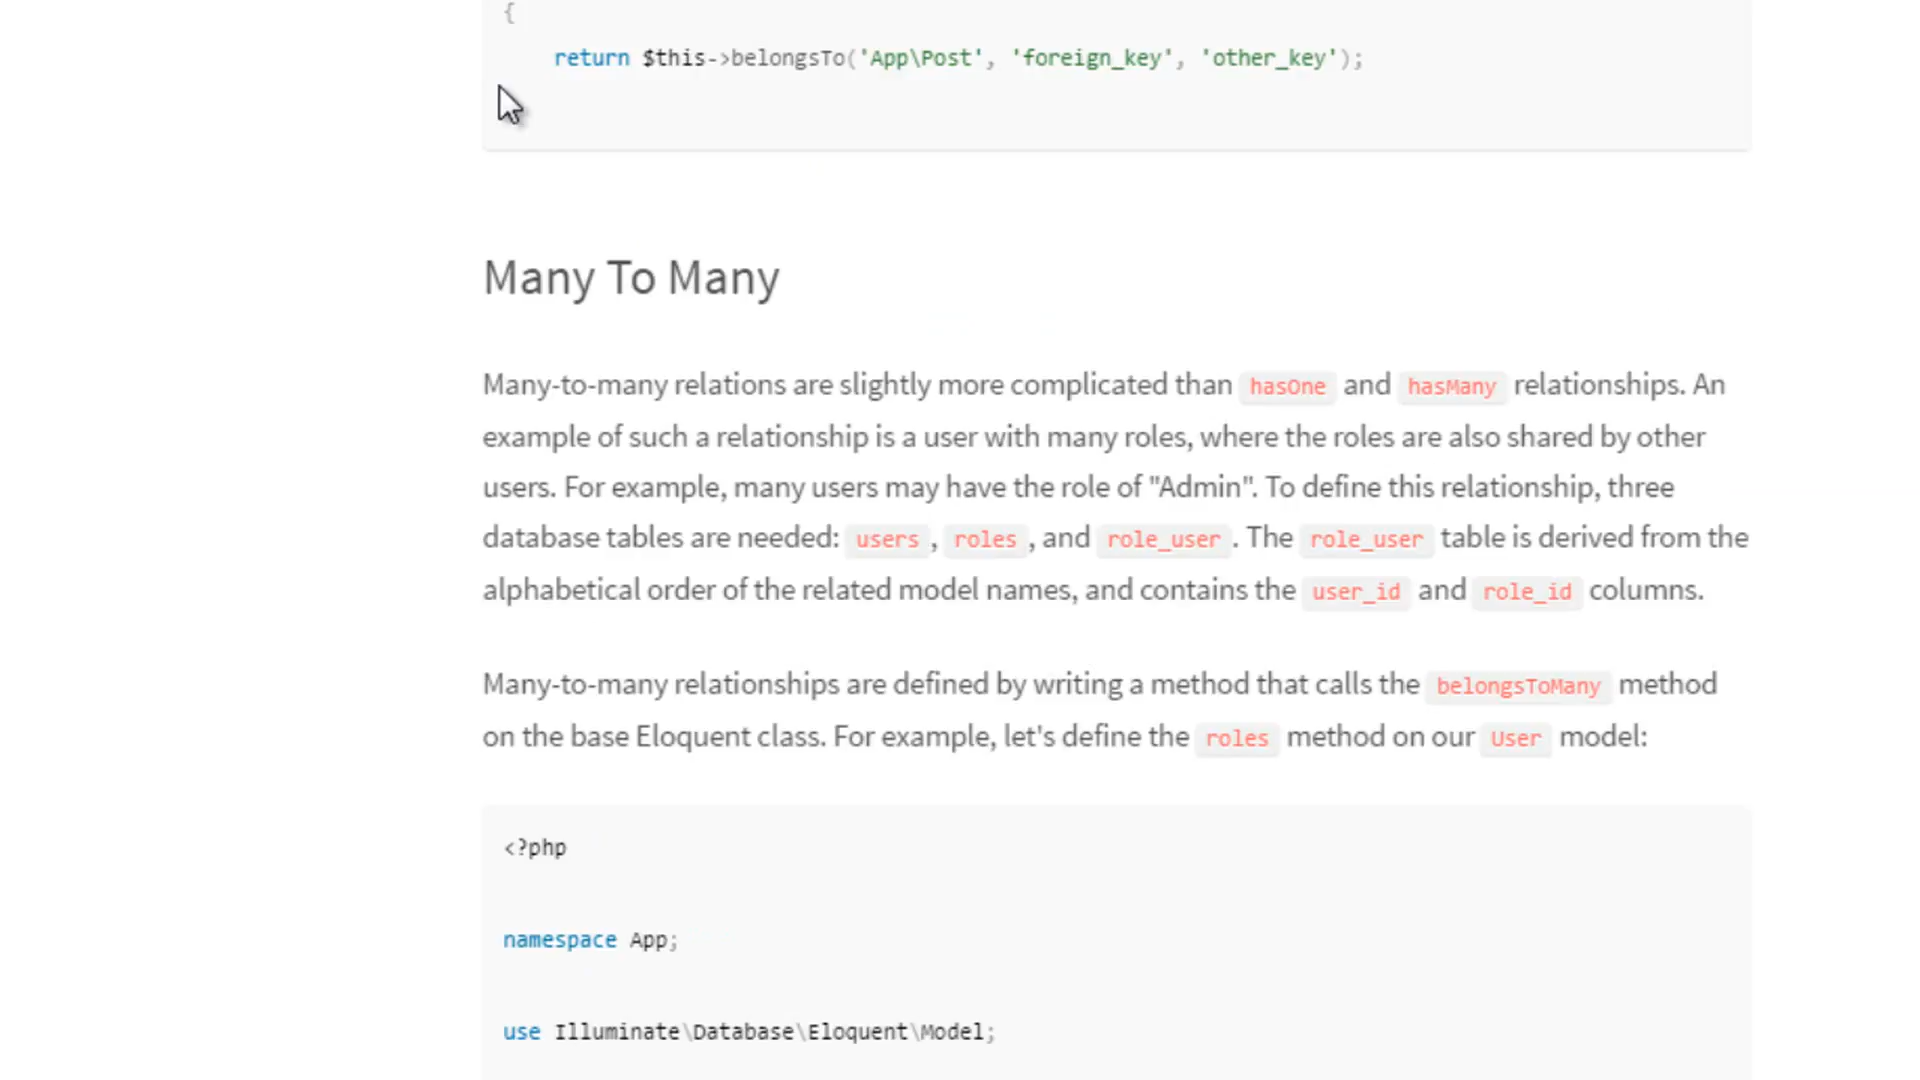 {
return $this->belongsTo('App\Post', 'foreign_key', 'other_key');
Many To Many
Many-to-many relations are slightly more complicated than hasOne and hasMany relationships. An
example of such a relationship is a user with many roles, where the roles are also shared by other
users. For example, many users may have the role of "Admin". To define this relationship, three
database tables are needed: users, roles, and role_user. The role_user table is derived from the
alphabetical order of the related model names, and contains the user_id and role_id columns.
Many-to-many relationships are defined by writing a method that calls the belongsToMany method
on the base Eloquent class. For example, let's define the roles method on our User model:
<?php
namespace App;
use Illuminate\Database\Eloquent\Model;